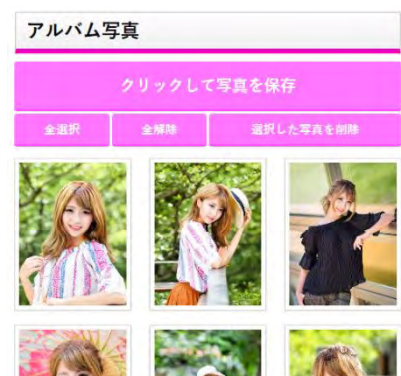 アルバム写真
クリックして写真を保存
全選択
全解除
選択した写真を削除